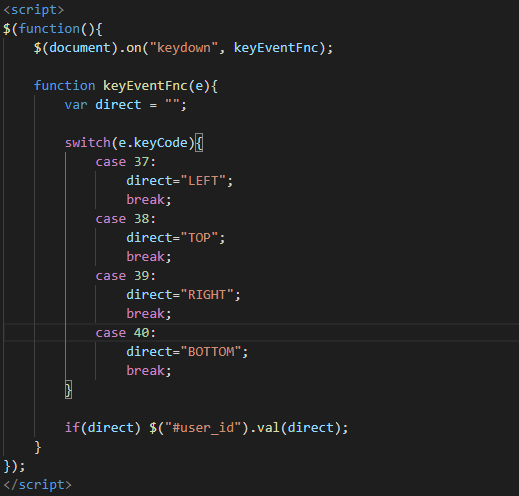 <script>
$(function(){
    $(document).on("keydown", keyEventFnc);

    function keyEventFnc(e){
        var direct = "";

        switch(e.keyCode){
            case 37:
                direct="LEFT";
                break;
            case 38:
                direct="TOP";
                break;
            case 39:
                direct="RIGHT";
                break;
            case 40:
                direct="BOTTOM";
                break;
        }

        if(direct) $("#user_id").val(direct);
    }
});
</script>